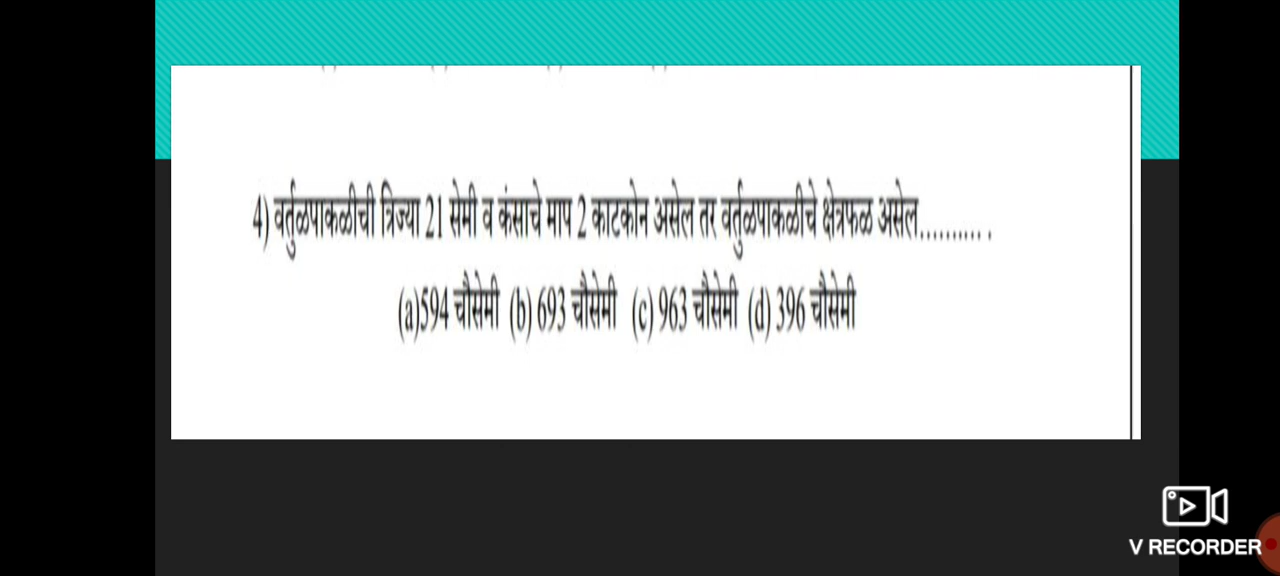 4) वर्तुळपाकळीची त्रिज्या 21 सेमी व कंसाचे माप 2 काटकोन असेल तर वर्तुळपाकळीचे क्षेत्रफळ असेल.......... .
(a)594 चौसेमी (b) 693 चौसेमी (c) 963 चौसेमी (d) 396 चौसेमी
V RECORDER